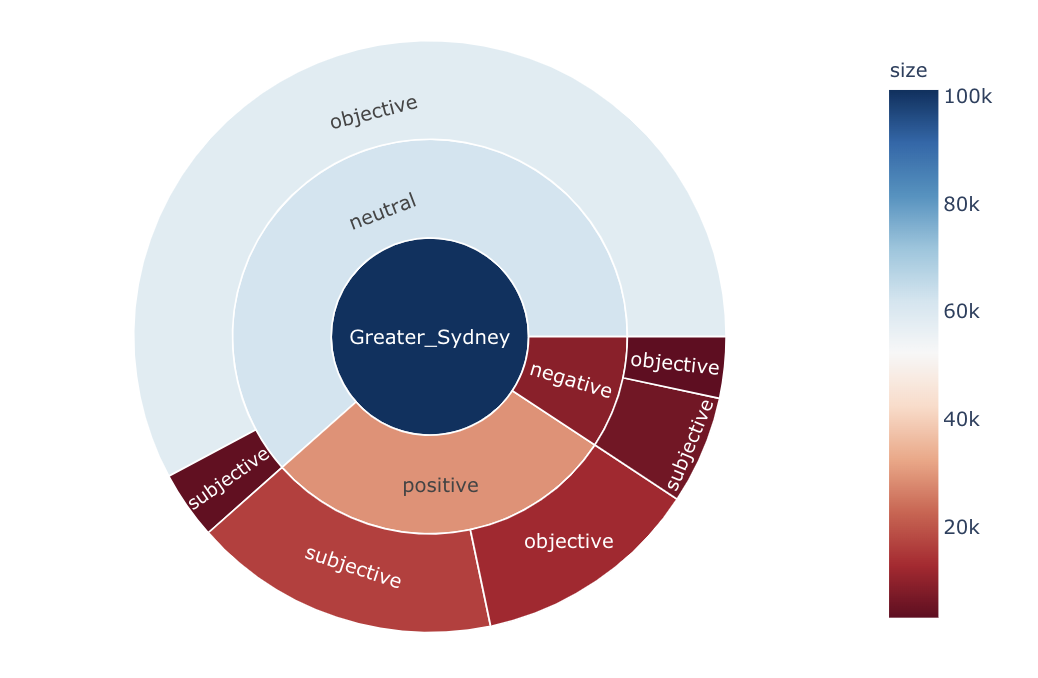 size
100k
80k
60k
40k
20k
objective
neutral
Greater_Sydney
negative
objective
subjective
subjective
positive
objective
subjective